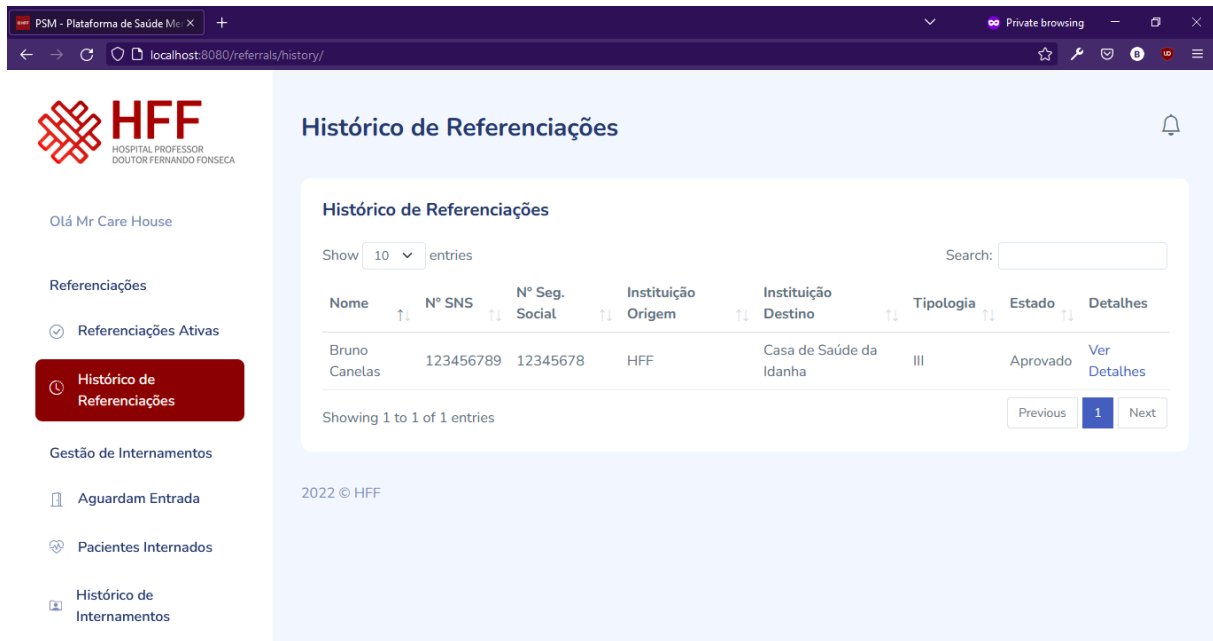 PSM - Plataforma de Saúde Me
Private browsing
localhost:8080/referrals/history/
HFF
HOSPITAL PROFESSOR
DOUTOR FERNANDO FONSECA
Olá Mr Care House
Referenciações
Referenciações Ativas
Histórico de
Referenciações
Gestão de Internamentos
Aguardam Entrada
Pacientes Internados
Histórico de
Internamentos
Histórico de Referenciações
Histórico de Referenciações
Show 10 entries Search:
Nome Nº SNS Nº Seg. Social Instituição Origem Instituição Destino Tipologia Estado Detalhes
Bruno Canelas 123456789 12345678 HFF Casa de Saúde da Idanha III Aprovado Ver Detalhes
Showing 1 to 1 of 1 entries Previous 1 Next
2022 © HFF